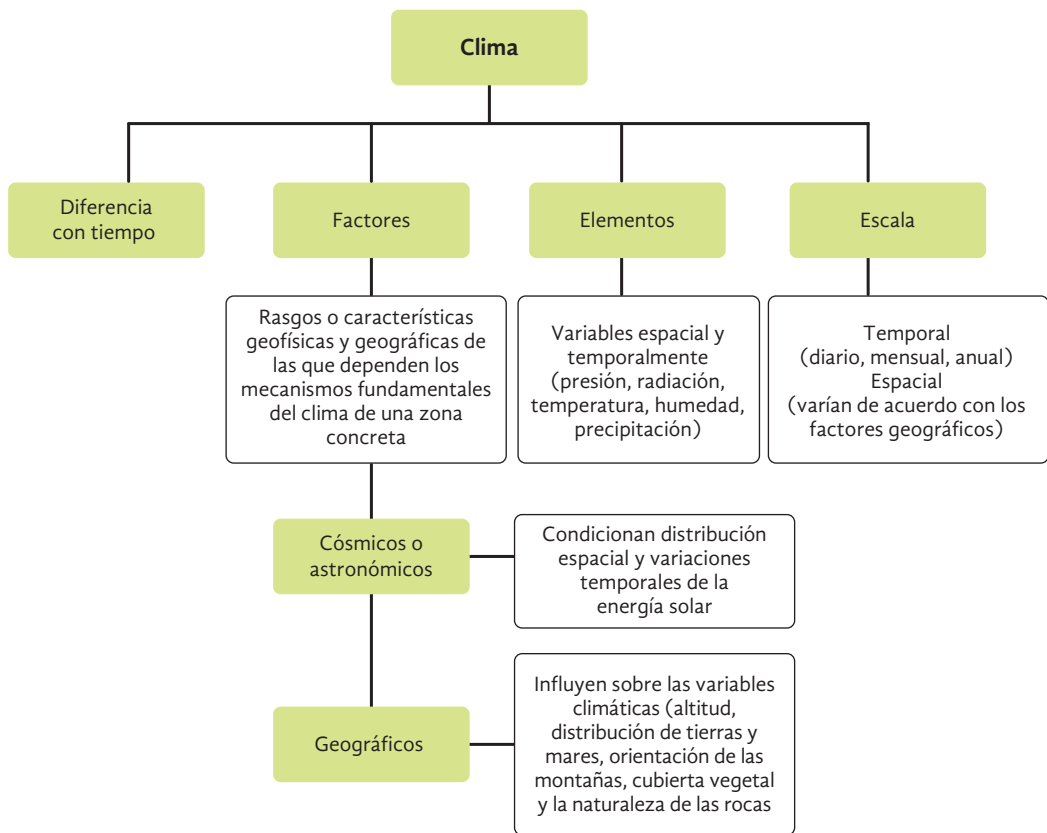 Clima
Diferencia
con tiempo
Factores
Elementos
Escala
Rasgos o características
geofísicas y geográficas de
las que dependen los
mecanismos fundamentales
del clima de una zona
concreta
Variables espacial y
temporalmente
(presión, radiación,
temperatura, humedad,
precipitación)
Temporal
(diario, mensual, anual)
Espacial
(varían de acuerdo con los
factores geográficos)
Cósmicos o
astronómicos
Condicionan distribución
espacial y variaciones
temporales de la
energía solar
Geográficos
Influyen sobre las variables
climáticas (altitud,
distribución de tierras y
mares, orientación de las
montañas, cubierta vegetal
y la naturaleza de las rocas